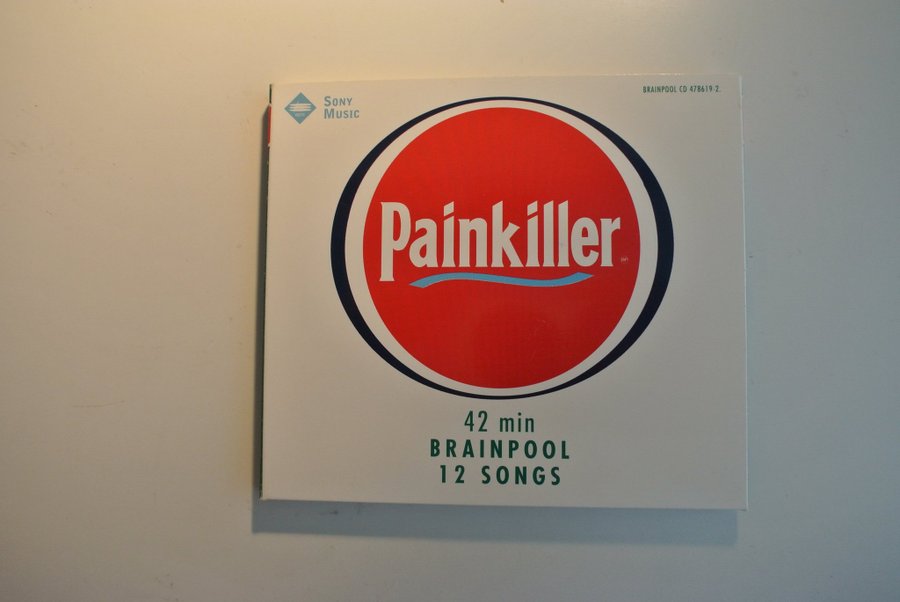 Sony
Music
BRAINPOOL CD 478619 2.
Painkiller
42 min
BRAINPOOL
12 SONGS